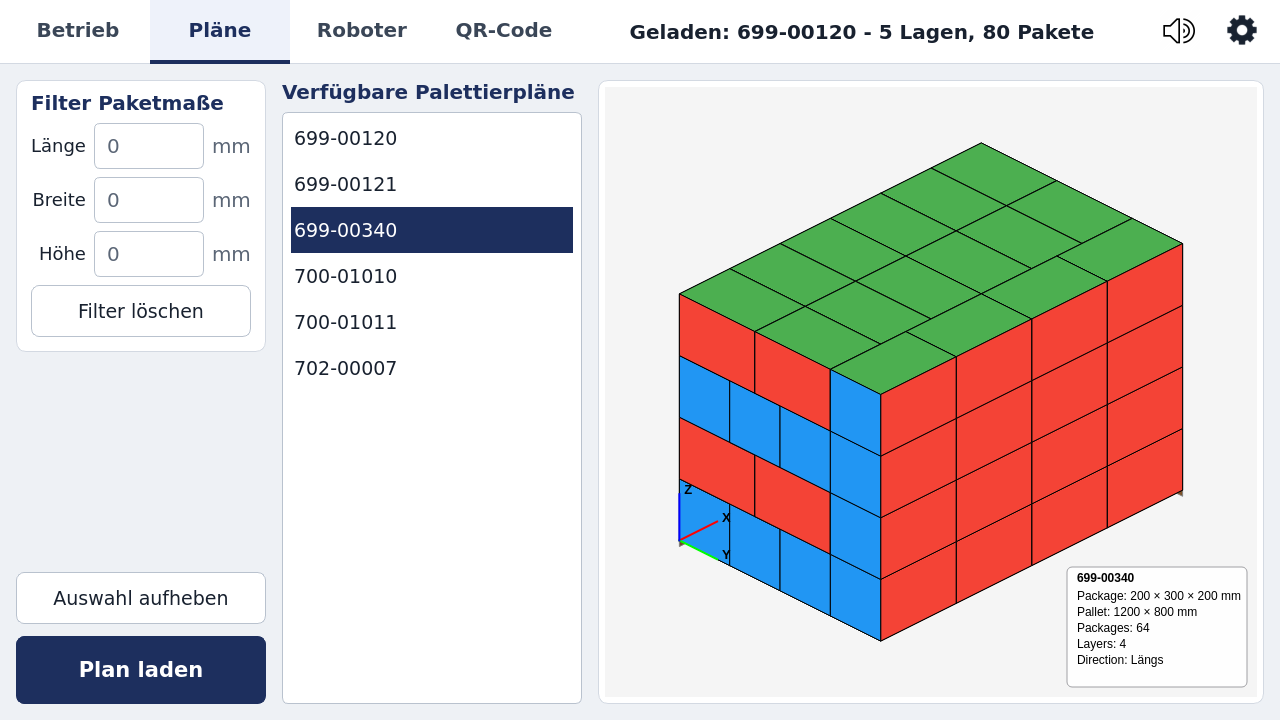 Betrieb
Pläne
Roboter
QR-Code
Geladen: 699-00120 - 5 Lagen, 80 Pakete
Filter Paketmaße
Länge 0 mm
Breite 0 mm
Höhe 0 mm
Filter löschen
Auswahl aufheben
Plan laden
Verfügbare Palettierpläne
699-00120
699-00121
699-00340
700-01010
700-01011
702-00007
Z
X
Y
699-00340
Package: 200 × 300 × 200 mm
Pallet: 1200 × 800 mm
Packages: 64
Layers: 4
Direction: Längs